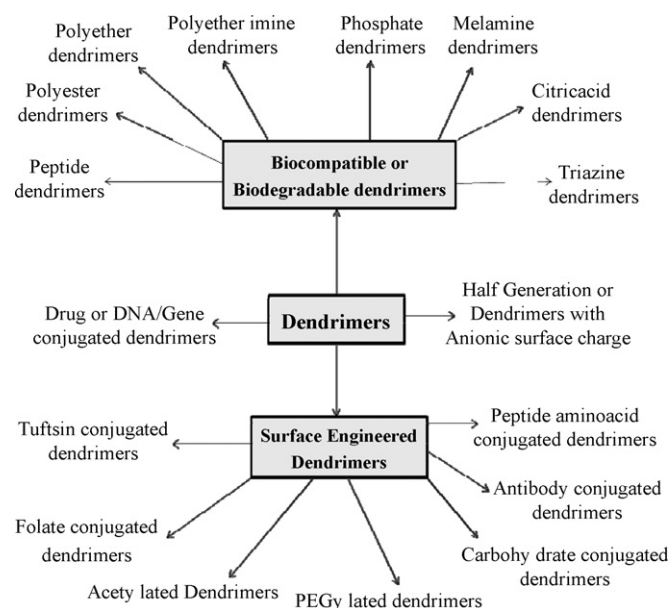 Polyether
dendrimers
Polyether imine
dendrimers
Phosphate
dendrimers
Melamine
dendrimers
Polyester
dendrimers
Citricacid
dendrimers
Peptide
dendrimers
Biocompatible or
Biodegradable dendrimers
Triazine
dendrimers
Drug or DNA/Gene
conjugated dendrimers
Dendrimers
Half Generation or
Dendrimers with
Anionic surface charge
Tuftsin conjugated
dendrimers
Surface Engineered
Dendrimers
Peptide aminoacid
conjugated dendrimers
Antibody conjugated
dendrimers
Folate conjugated
dendrimers
Carbohy drate conjugated
dendrimers
Acety lated Dendrimers
PEGy lated dendrimers